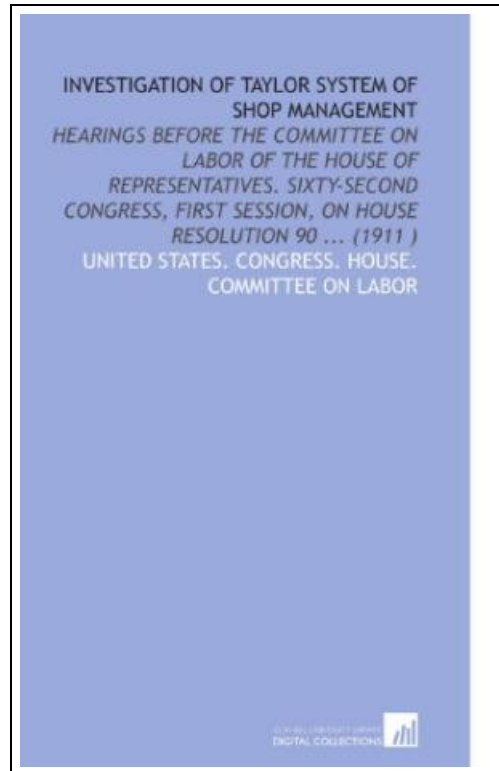 INVESTIGATION OF TAYLOR SYSTEM OF
SHOP MANAGEMENT
HEARINGS BEFORE THE COMMITTEE ON
LABOR OF THE HOUSE OF
REPRESENTATIVES. SIXTY-SECOND
CONGRESS, FIRST SESSION, ON HOUSE
RESOLUTION 90 ... (1911 )
UNITED STATES. CONGRESS. HOUSE.
COMMITTEE ON LABOR
DIGITAL COLLECTIONS